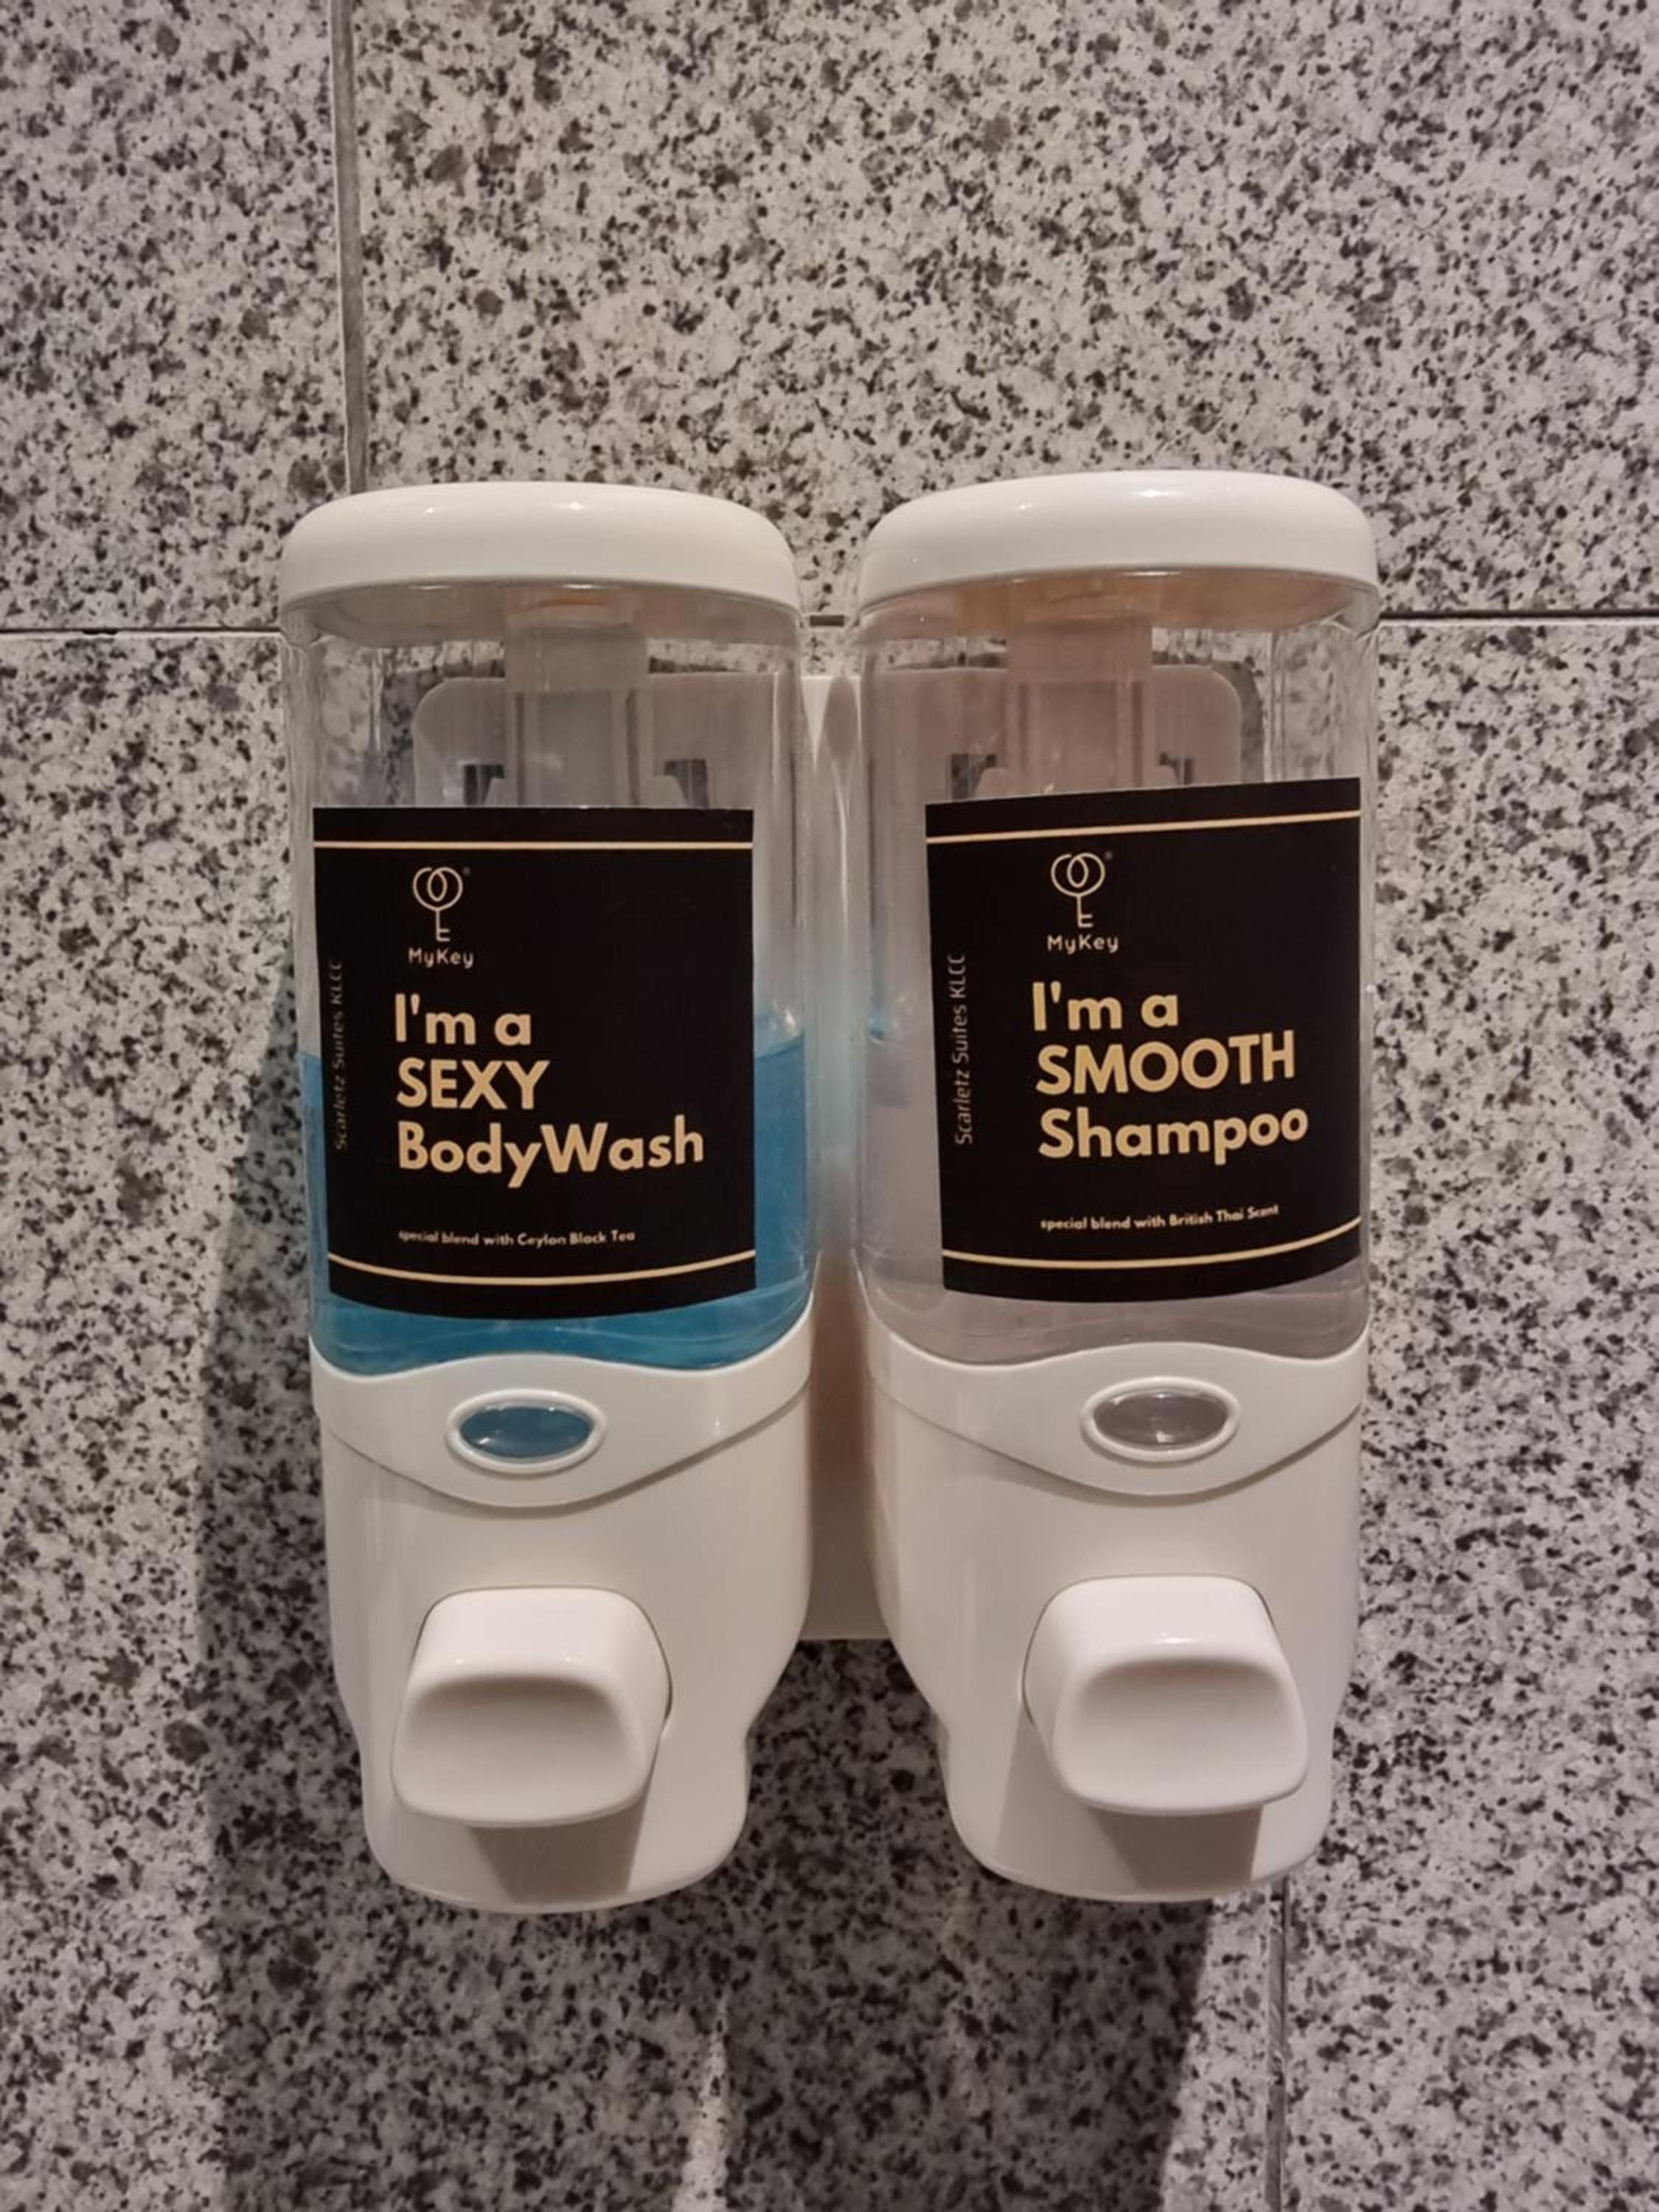 MyKey
I'm a
SEXY
BodyWash
special blend with Ceylon Black Tea
Scarletz Suites KLCC
MyKey
I'm a
SMOOTH
Shampoo
special blend with British Thai Scent
Scarletz Suites KLCC